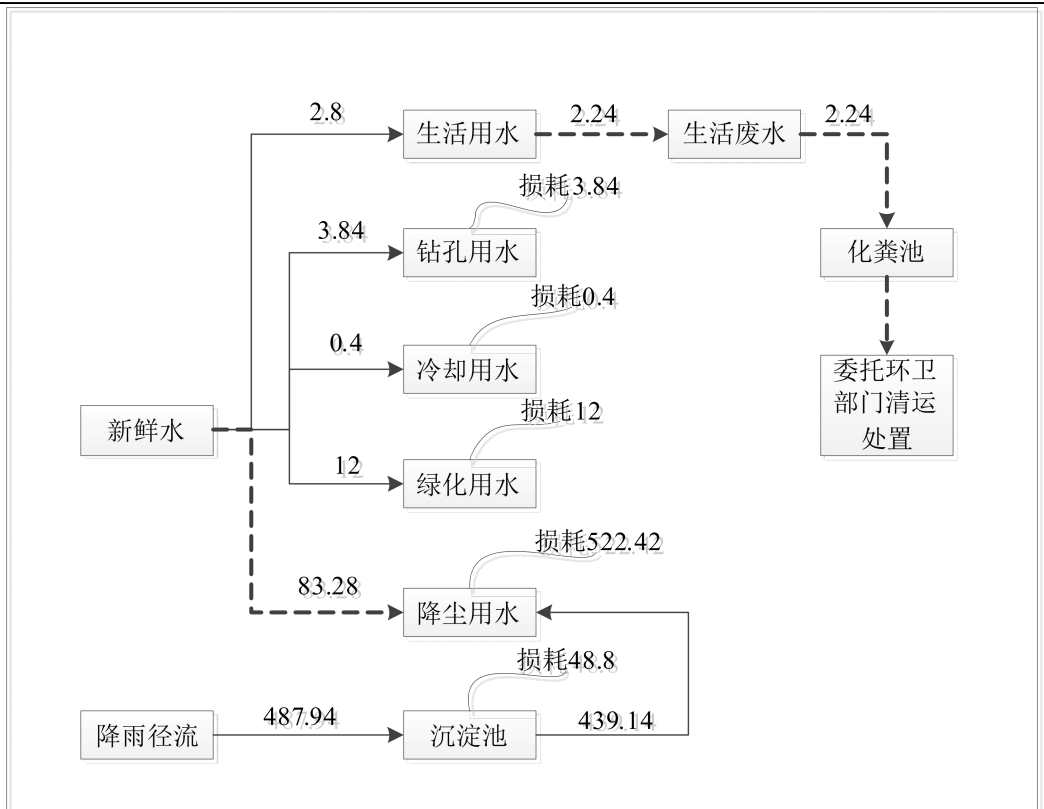 2.8
生活用水
2.24
生活废水
2.24
损耗3.84
3.84
钻孔用水
化粪池
损耗0.4
0.4
冷却用水
委托环卫
部门清运
处置
新鲜水
损耗12
12
绿化用水
损耗522.42
83.28
降尘用水
损耗48.8
降雨径流
487.94
沉淀池
439.14